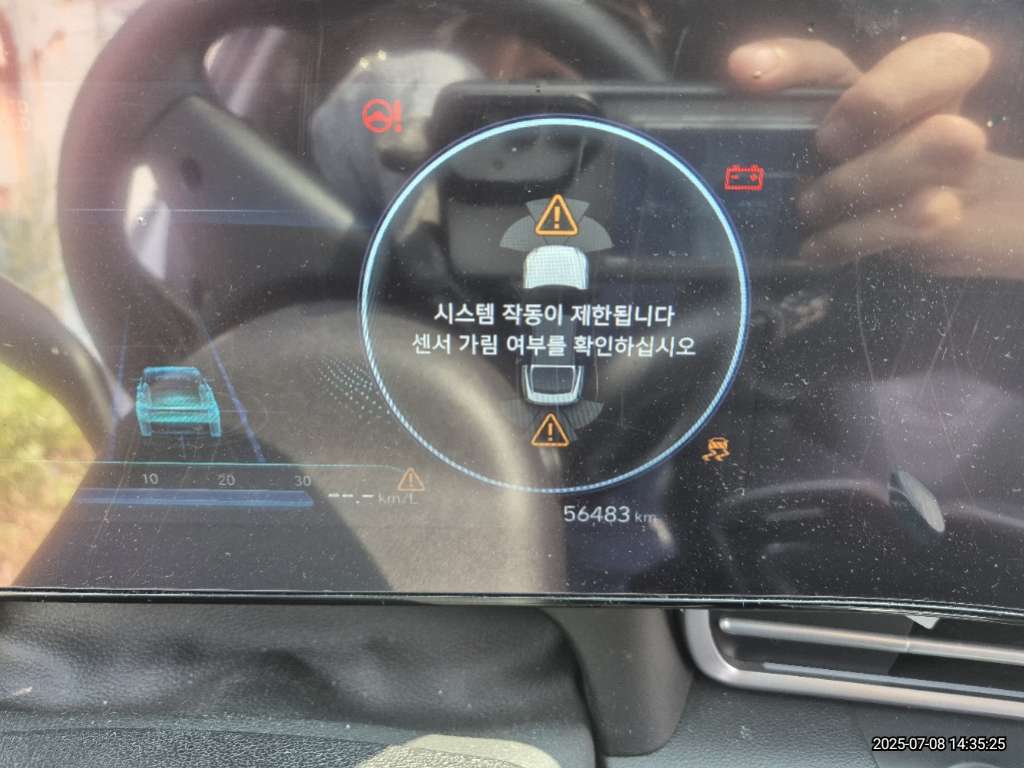 시스템 작동이 제한됩니다
센서 가림 여부를 확인하십시오
10 20 30
--.- km/L
56483 km
2025-07-08 14:35:25